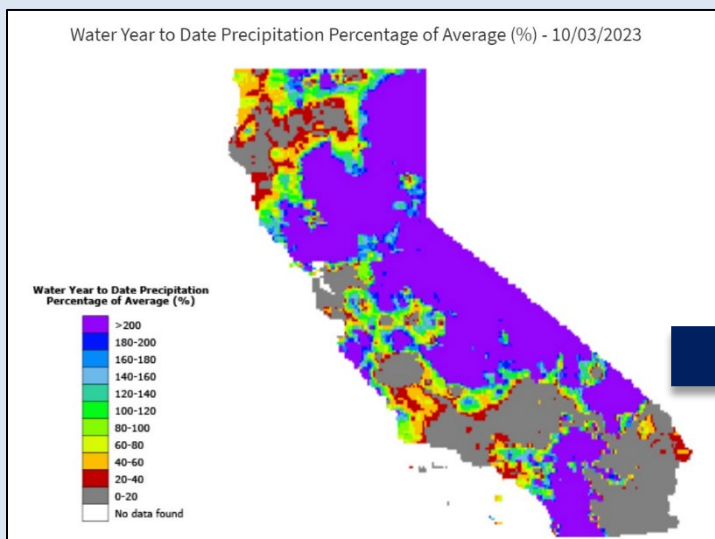 Water Year to Date Precipitation Percentage of Average (%) - 10/03/2023
Water Year to Date Precipitation
Percentage of Average (%)
>200
180-200
160-180
140-160
120-140
100-120
80-100
60-80
40-60
20-40
0-20
No data found